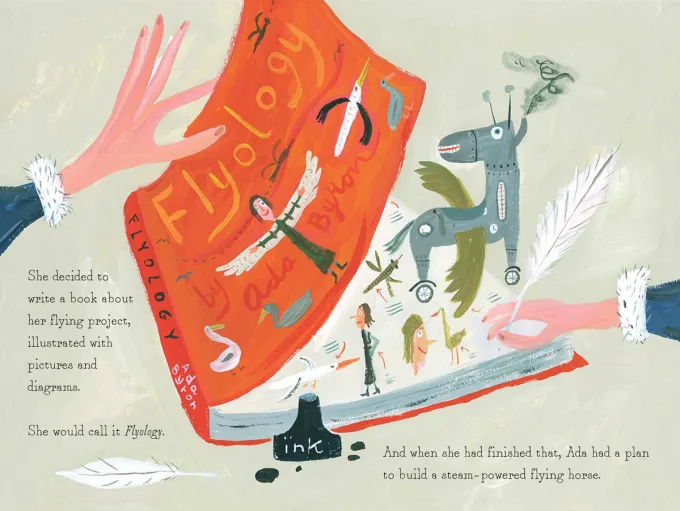 Flyology
by Ada Byron
FLYOLOGY
Ada Byron
She decided to
write a book about
her flying project,
illustrated with
pictures and
diagrams.
She would call it Flyology.
ink
And when she had finished that, Ada had a plan
to build a steam-powered flying horse.